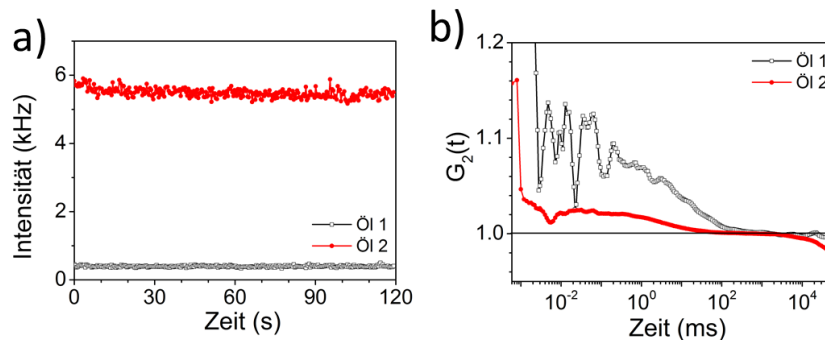 a)
Intensität (kHz)
6
4
2
0
Öl 1
Öl 2
0 30 60 90 120
Zeit (s)
b)
G₂(t)
1.2
1.1
1.0
Öl 1
Öl 2
10⁻² 10⁰ 10² 10⁴
Zeit (ms)